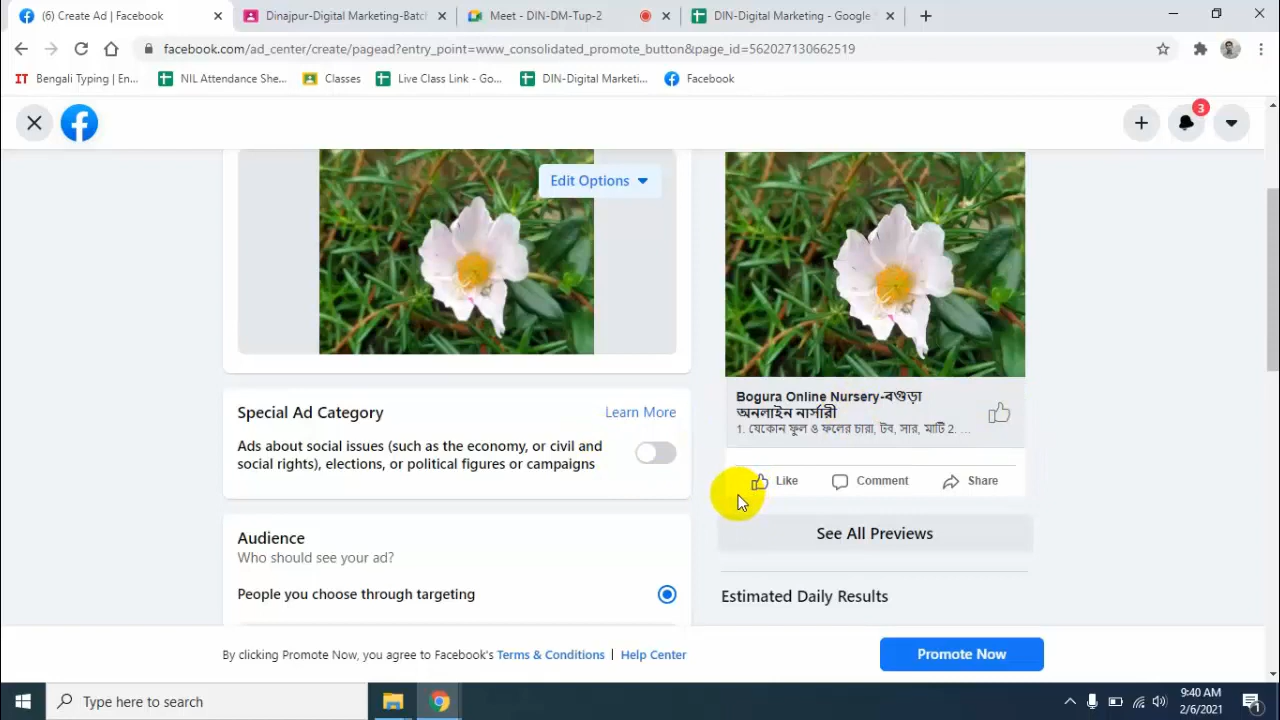 (6) Create Ad | Facebook
Dinajpur-Digital Marketing-Batc
Meet - DIN-DM-Tup-2
DIN-Digital Marketing - Google
facebook.com/ad_center/create/pagead?entry_point=www_consolidated_promote_button&page_id=562027130662519
IT Bengali Typing | En...
NIL Attendance She...
Classes
Live Class Link - Go...
DIN-Digital Marketi...
Facebook
3
Edit Options
Special Ad Category
Learn More
Ads about social issues (such as the economy, or civil and
social rights), elections, or political figures or campaigns
Audience
Who should see your ad?
People you choose through targeting
Bogura Online Nursery-বগুড়া
অনলাইন নার্সারী
1. যেকোন ফুল ও ফলের চারা, টব, সার, মাটি 2. ...
Like
Comment
Share
See All Previews
Estimated Daily Results
By clicking Promote Now, you agree to Facebook's Terms & Conditions | Help Center
Promote Now
Type here to search
9:40 AM
2/6/2021
1